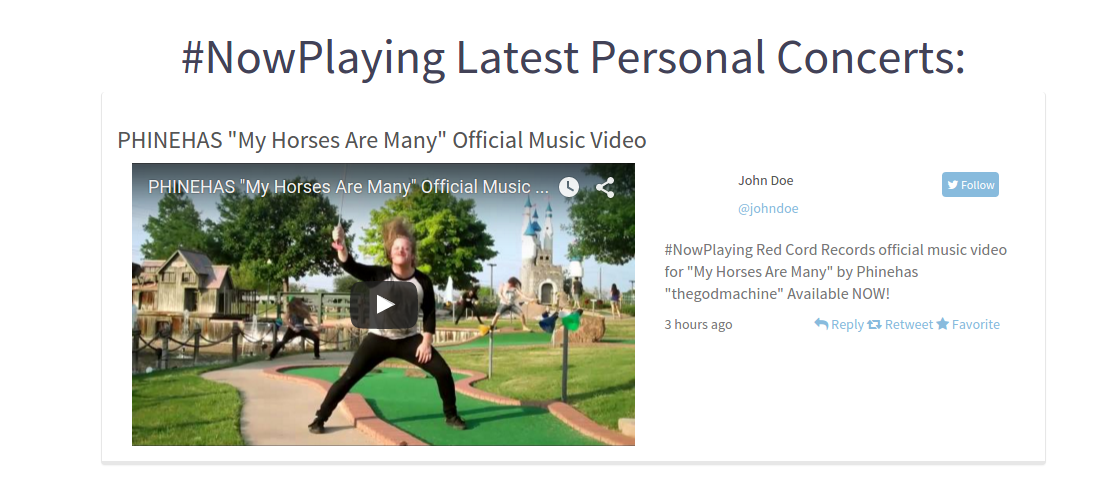 #NowPlaying Latest Personal Concerts:
PHINEHAS "My Horses Are Many" Official Music Video
PHINEHAS "My Horses Are Many" Official Music ...
John Doe
Follow
@johndoe
#NowPlaying Red Cord Records official music video
for "My Horses Are Many" by Phinehas
"thegodmachine" Available NOW!
3 hours ago
Reply Retweet Favorite